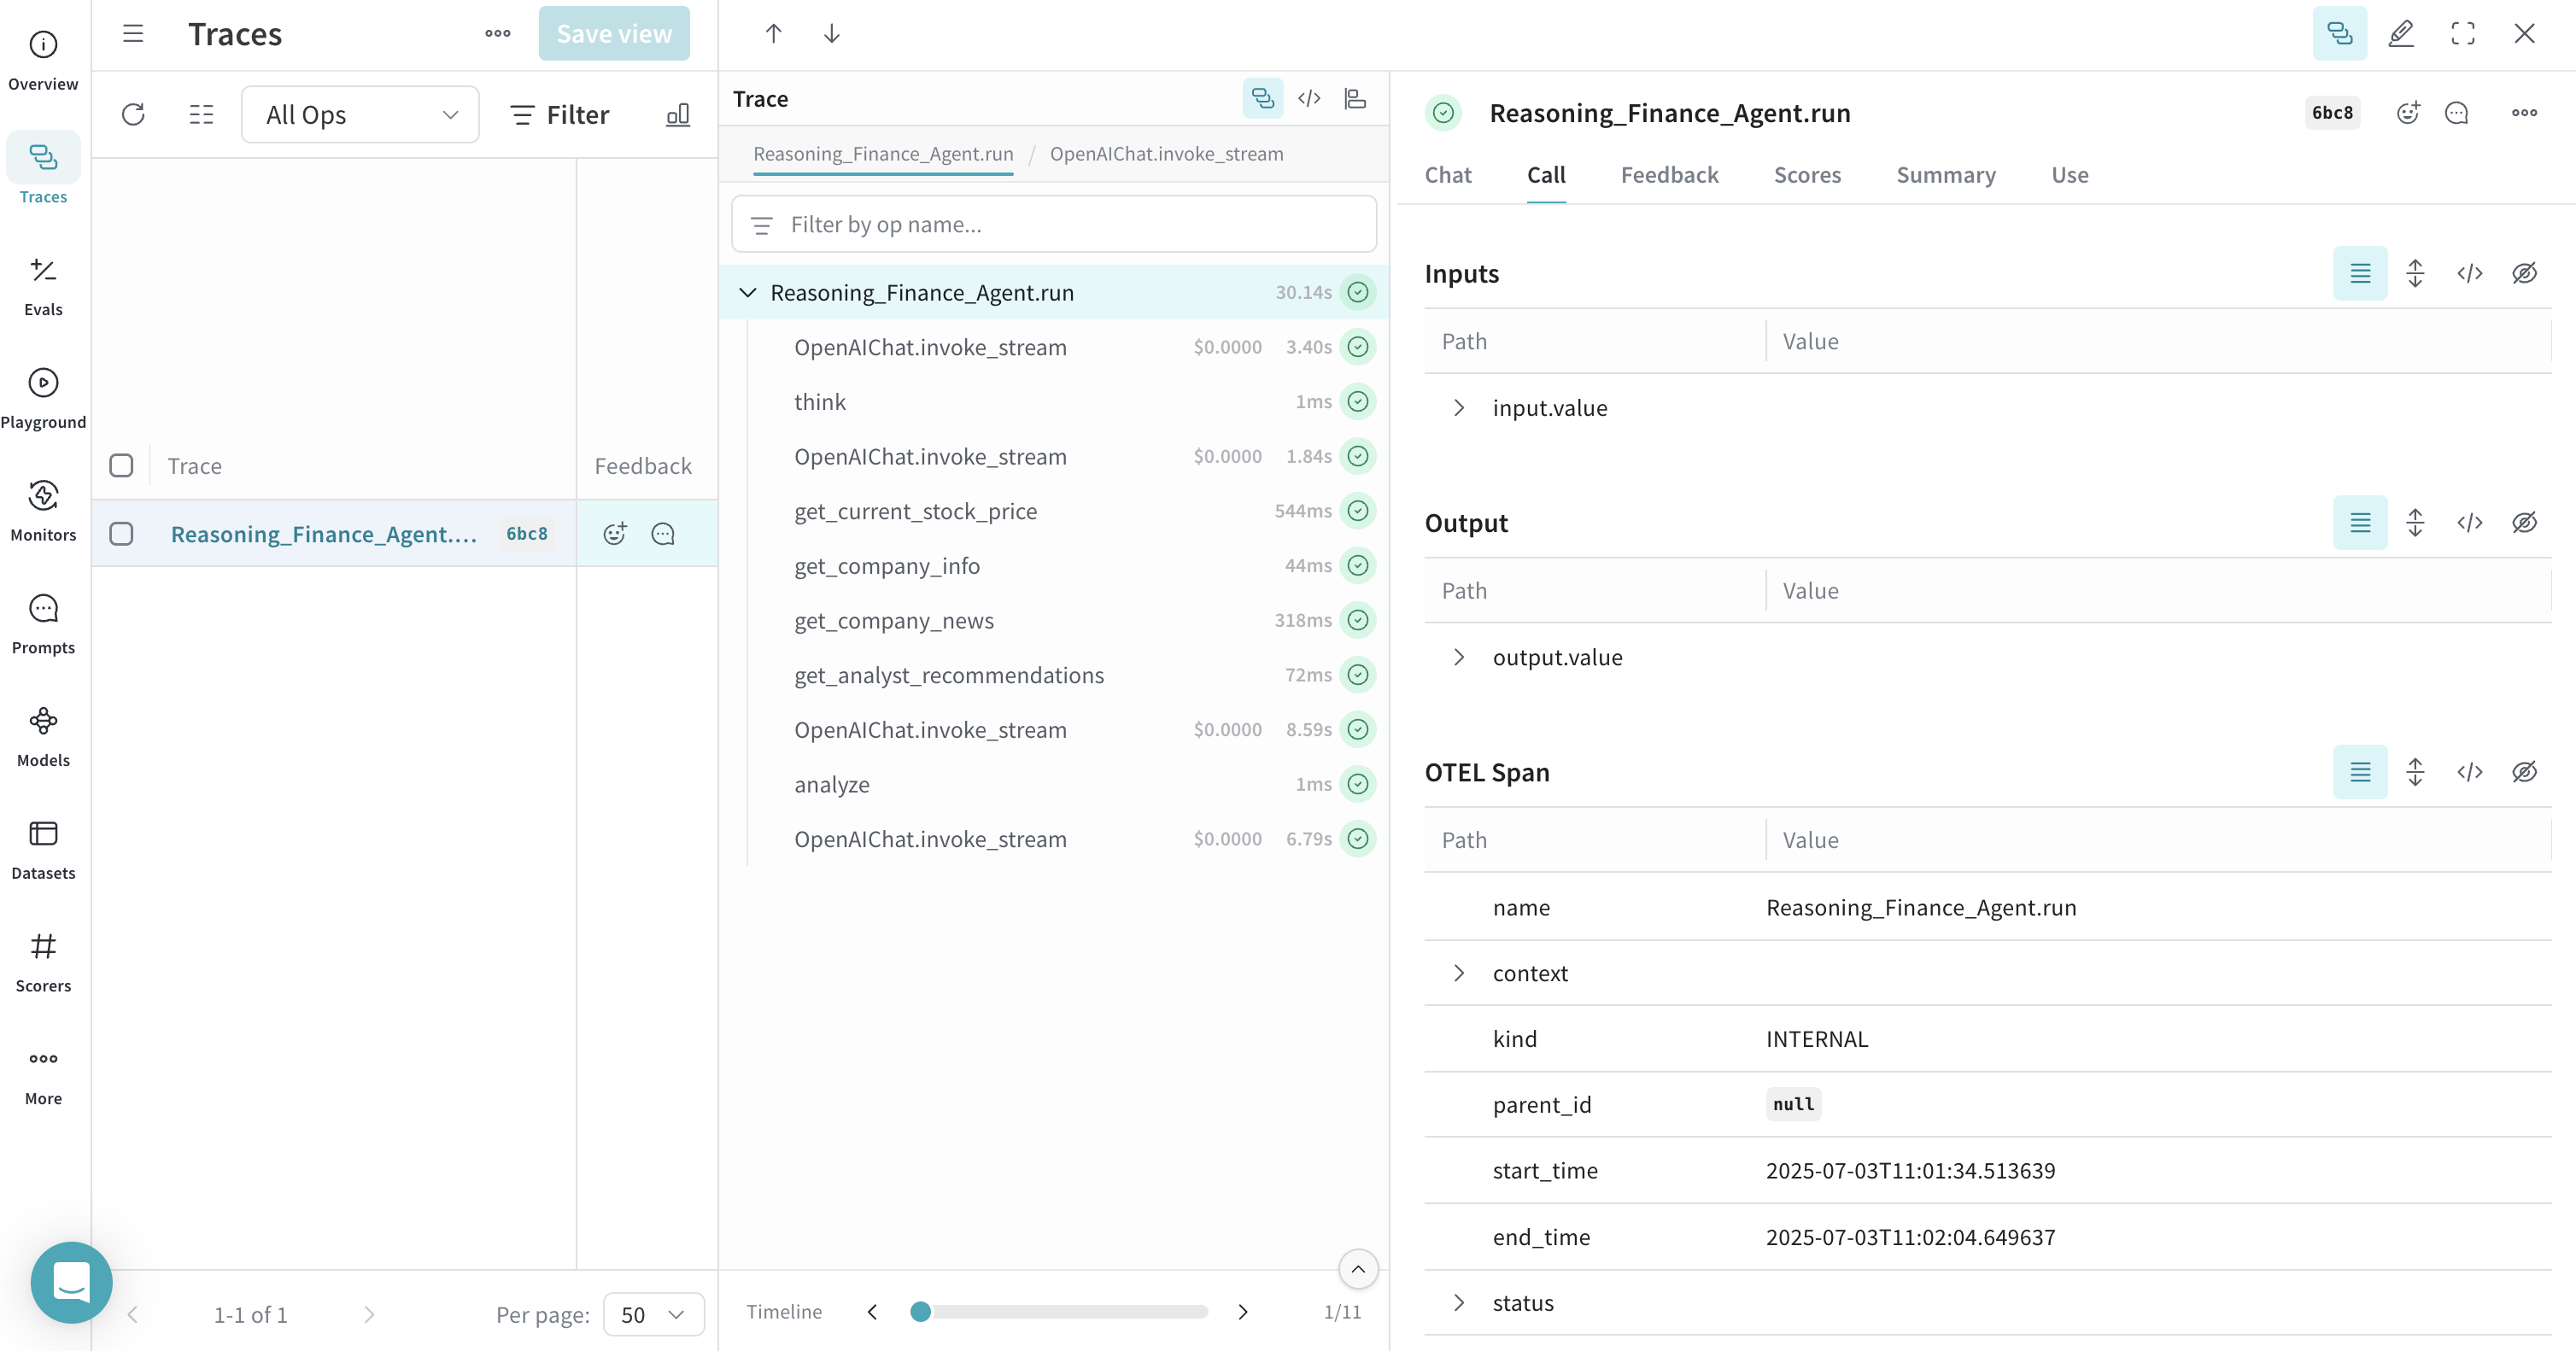 Overview
Traces
Evals
Playground
Monitors
Prompts
Models
Datasets
Scorers
More
Traces
Save view
All Ops
Filter
Trace
Feedback
Reasoning_Finance_Agent.... 6bc8
1-1 of 1
Per page: 50
Trace
Reasoning_Finance_Agent.run / OpenAIChat.invoke_stream
Filter by op name...
Reasoning_Finance_Agent.run 30.14s
OpenAIChat.invoke_stream $0.0000 3.40s
think 1ms
OpenAIChat.invoke_stream $0.0000 1.84s
get_current_stock_price 544ms
get_company_info 44ms
get_company_news 318ms
get_analyst_recommendations 72ms
OpenAIChat.invoke_stream $0.0000 8.59s
analyze 1ms
OpenAIChat.invoke_stream $0.0000 6.79s
Timeline 1/11
Reasoning_Finance_Agent.run 6bc8
Chat Call Feedback Scores Summary Use
Inputs
Path Value
input.value
Output
Path Value
output.value
OTEL Span
Path Value
name Reasoning_Finance_Agent.run
context
kind INTERNAL
parent_id null
start_time 2025-07-03T11:01:34.513639
end_time 2025-07-03T11:02:04.649637
status